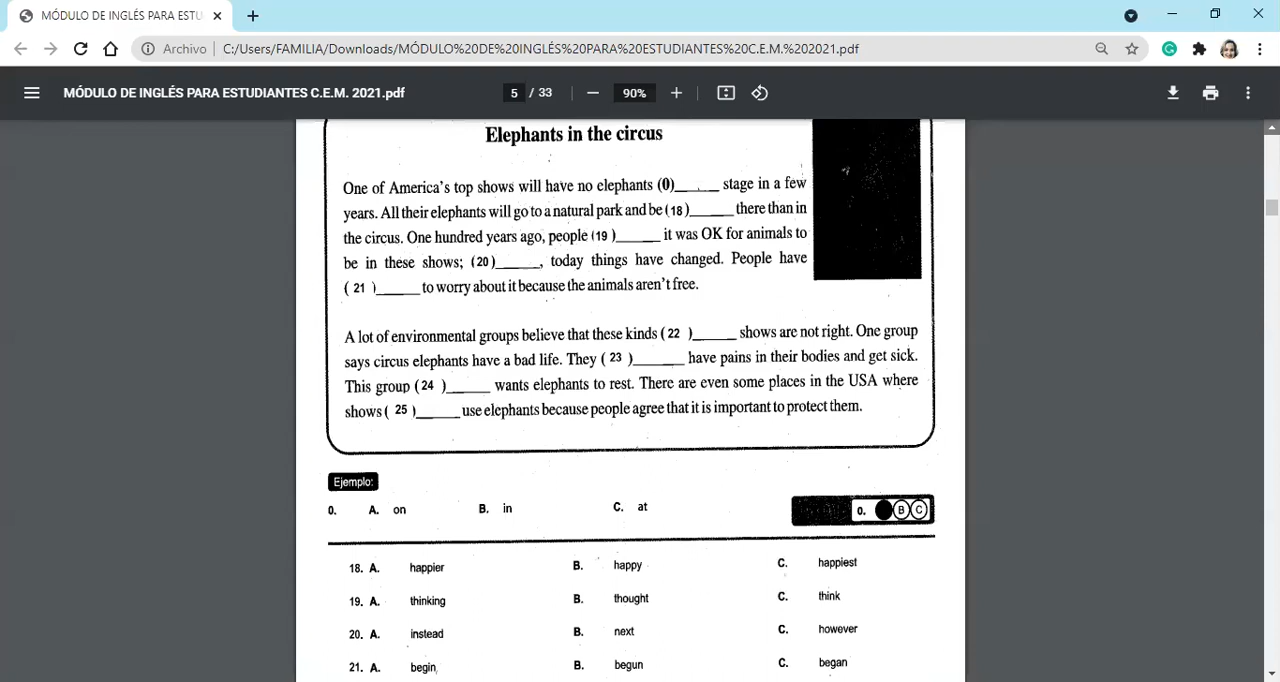 MÓDULO DE INGLÉS PARA ESTU
Archivo
C:/Users/FAMILIA/Downloads/MÓDULO%20DE%20INGLÉS%20PARA%20ESTUDIANTES%20C.E.M.%202021.pdf
MÓDULO DE INGLÉS PARA ESTUDIANTES C.E.M. 2021.pdf
5 / 33
90%
Elephants in the circus
One of America's top shows will have no elephants (0)______ stage in a few
years. All their elephants will go to a natural park and be (18)______ there than in
the circus. One hundred years ago, people (19 )______ it was OK for animals to
be in these shows; (20)______, today things have changed. People have
( 21 )______ to worry about it because the animals aren't free.
A lot of environmental groups believe that these kinds ( 22 )______ shows are not right. One group
says circus elephants have a bad life. They ( 23 )_______ have pains in their bodies and get sick.
This group (24 )______ wants elephants to rest. There are even some places in the USA where
shows ( 25 )______ use elephants because people agree that it is important to protect them.
Ejemplo:
0. A. on B. in C. at
0. B C
18. A. happier B. happy C. happiest
19. A. thinking B. thought C. think
20. A. instead B. next C. however
21. A. begin B. begun C. began